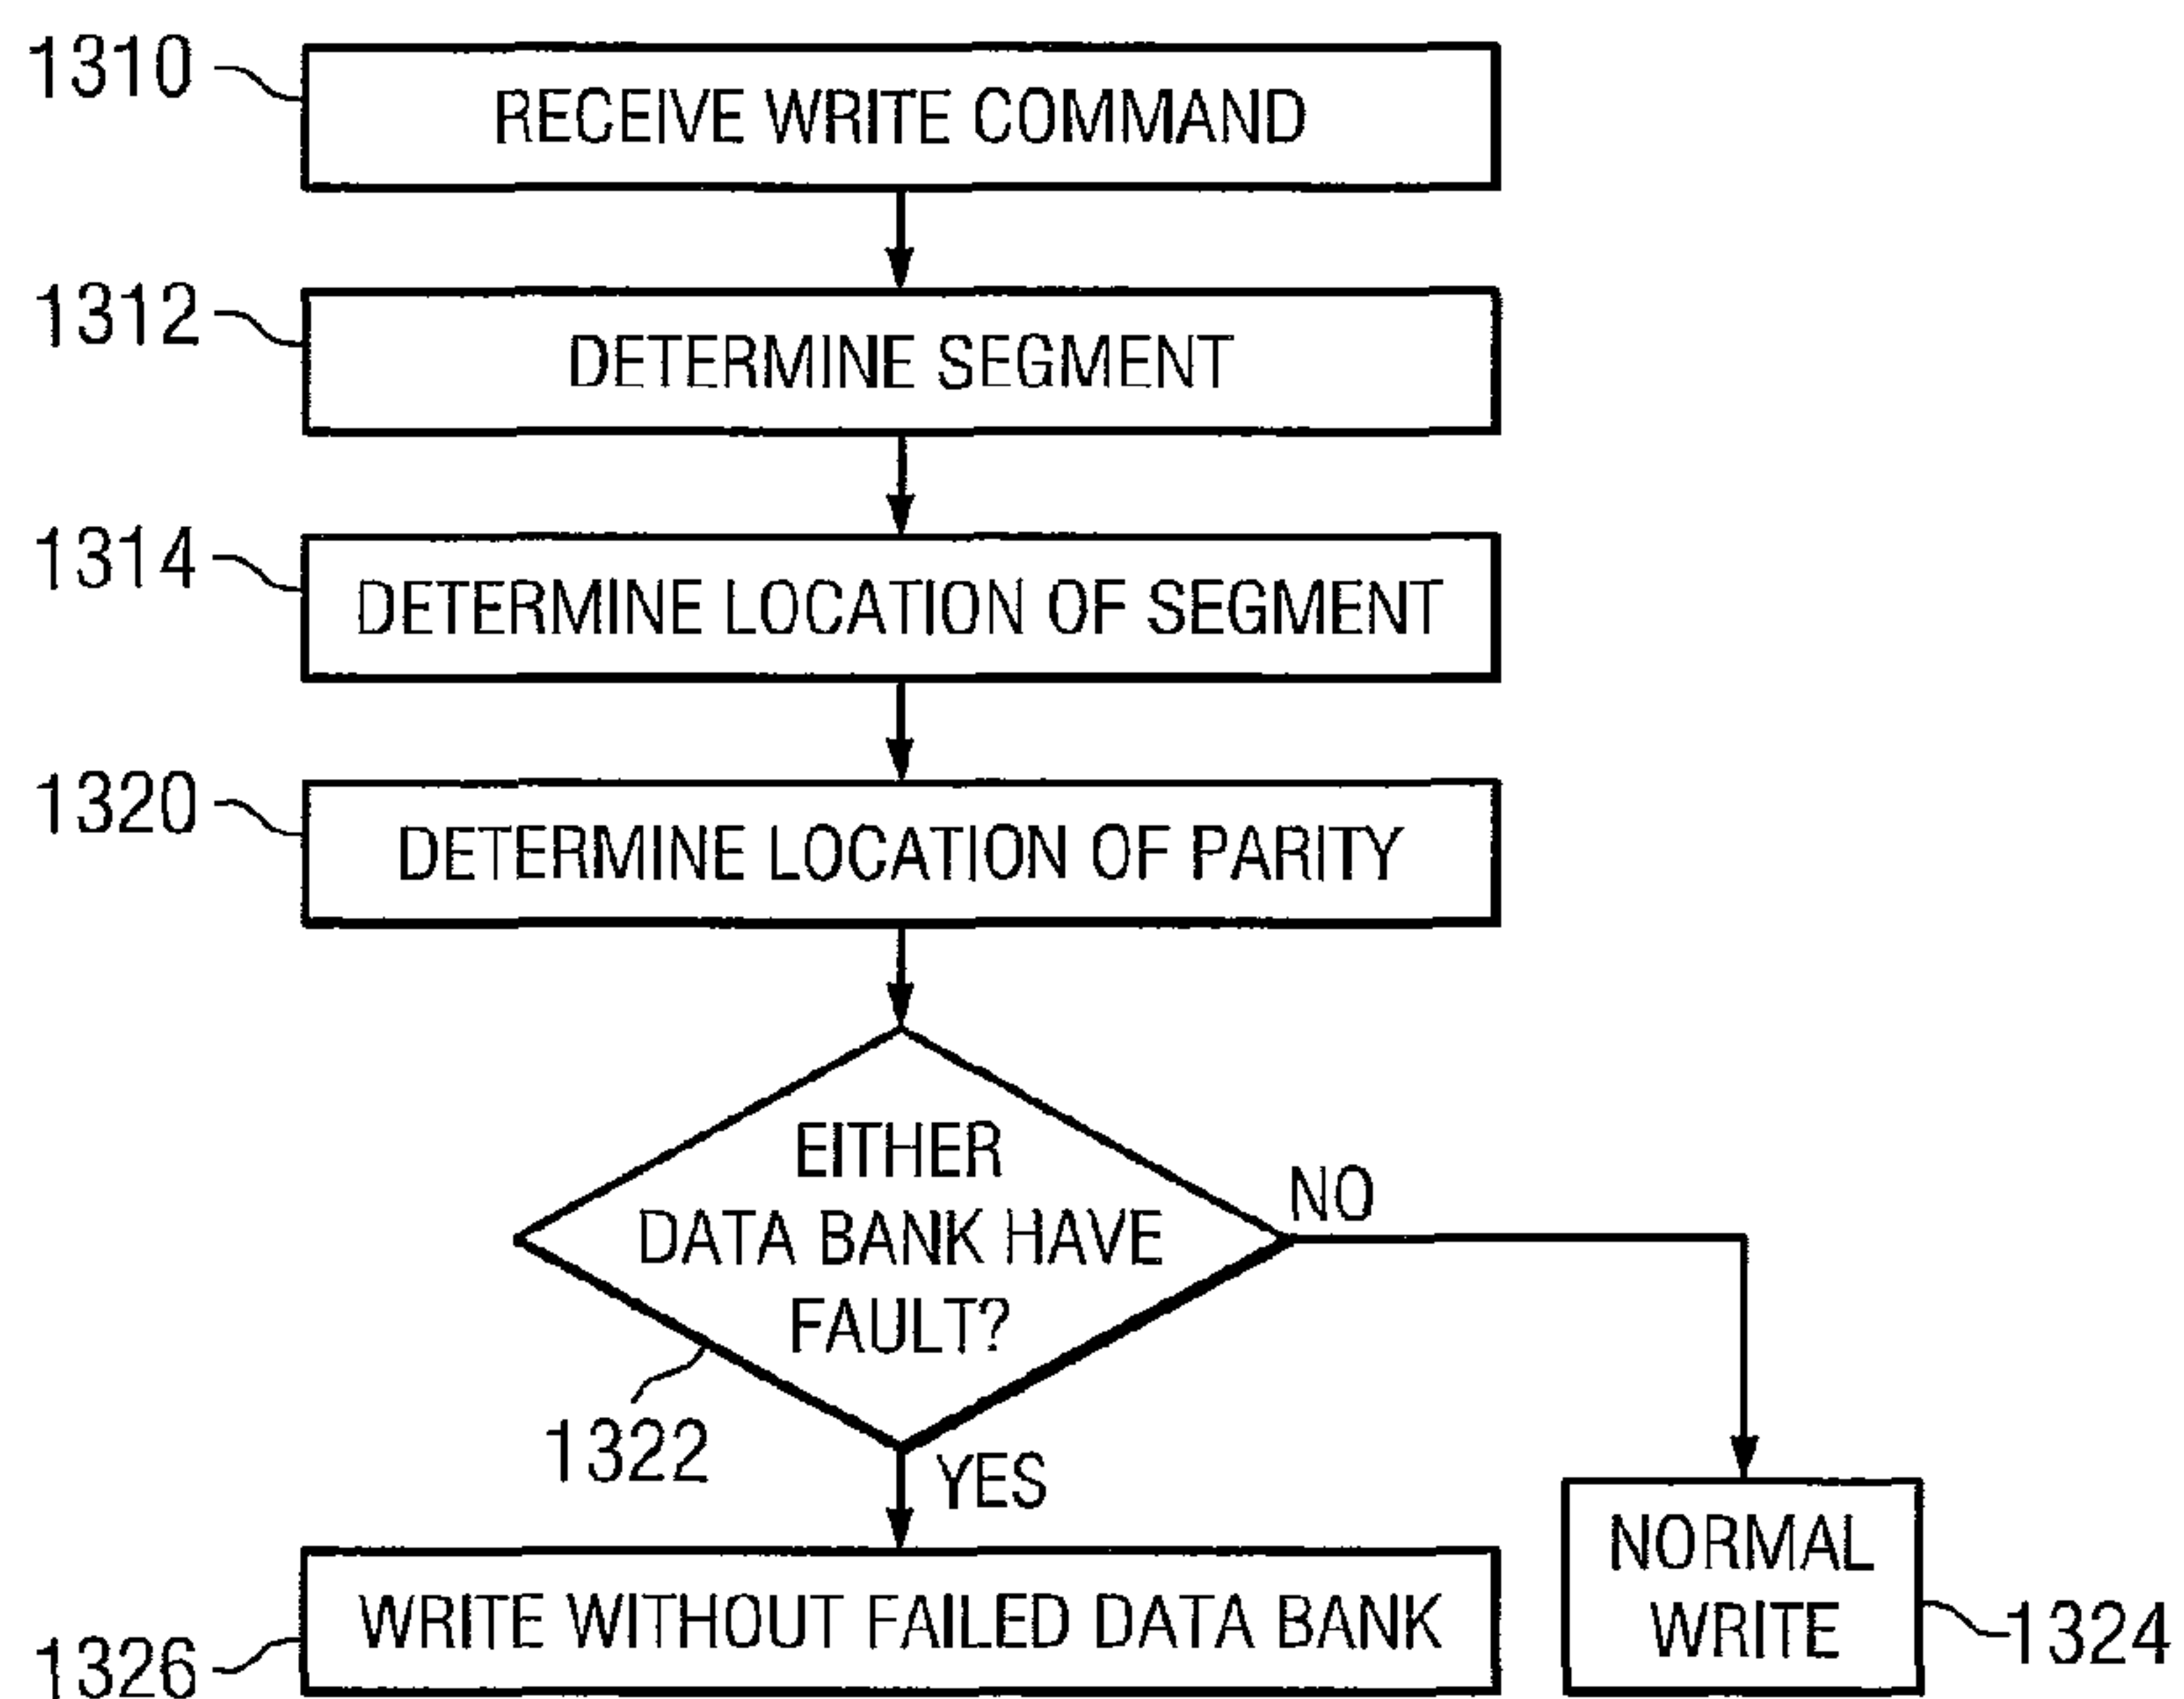 1310
RECEIVE WRITE COMMAND
1312
DETERMINE SEGMENT
1314
DETERMINE LOCATION OF SEGMENT
1320
DETERMINE LOCATION OF PARITY
EITHER
DATA BANK HAVE
FAULT?
NO
1322
YES
NORMAL
WRITE
1324
WRITE WITHOUT FAILED DATA BANK
1326